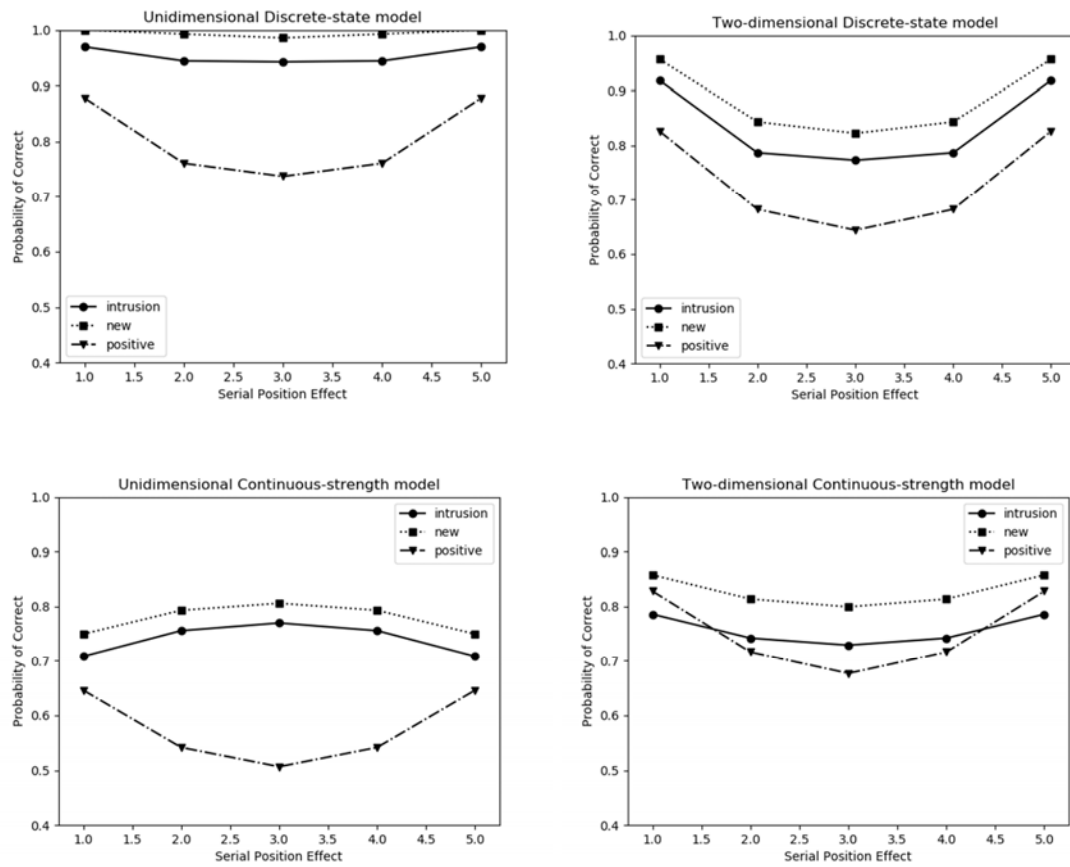 Unidimensional Discrete-state model
1.0
0.9
0.8
0.7
0.6
0.5
0.4
Probability of Correct
intrusion
new
positive
1.0 1.5 2.0 2.5 3.0 3.5 4.0 4.5 5.0
Serial Position Effect
Two-dimensional Discrete-state model
1.0
0.9
0.8
0.7
0.6
0.5
0.4
Probability of Correct
intrusion
new
positive
1.0 1.5 2.0 2.5 3.0 3.5 4.0 4.5 5.0
Serial Position Effect
Unidimensional Continuous-strength model
1.0
0.9
0.8
0.7
0.6
0.5
0.4
Probability of Correct
intrusion
new
positive
1.0 1.5 2.0 2.5 3.0 3.5 4.0 4.5 5.0
Serial Position Effect
Two-dimensional Continuous-strength model
1.0
0.9
0.8
0.7
0.6
0.5
0.4
Probability of Correct
intrusion
new
positive
1.0 1.5 2.0 2.5 3.0 3.5 4.0 4.5 5.0
Serial Position Effect